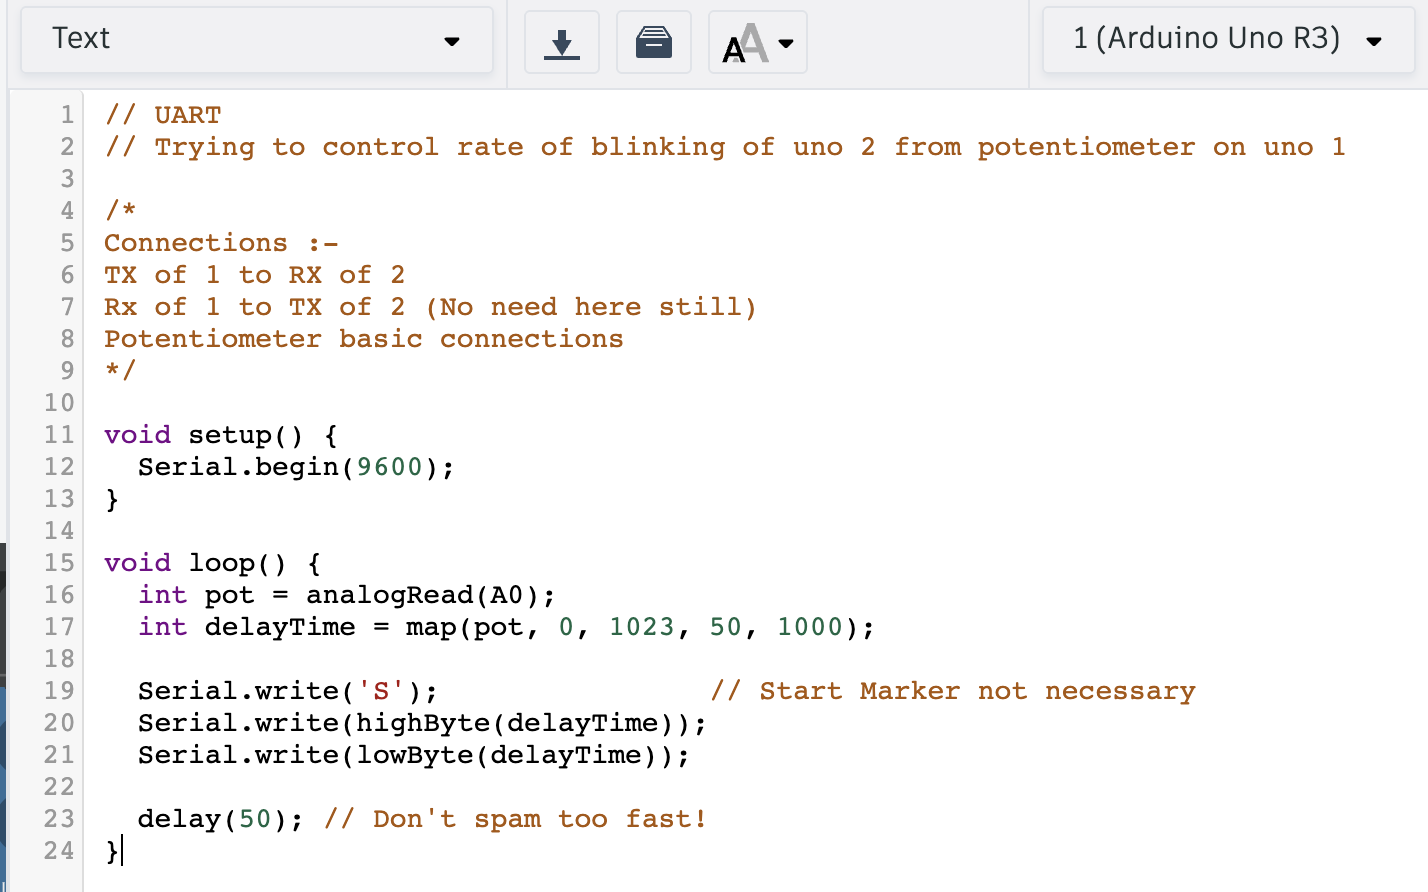 Text
1 (Arduino Uno R3)
1 // UART
2 // Trying to control rate of blinking of uno 2 from potentiometer on uno 1
3
4 /*
5 Connections :-
6 TX of 1 to RX of 2
7 Rx of 1 to TX of 2 (No need here still)
8 Potentiometer basic connections
9 */
10
11 void setup() {
12   Serial.begin(9600);
13 }
14
15 void loop() {
16   int pot = analogRead(A0);
17   int delayTime = map(pot, 0, 1023, 50, 1000);
18
19   Serial.write('S');                // Start Marker not necessary
20   Serial.write(highByte(delayTime));
21   Serial.write(lowByte(delayTime));
22
23   delay(50); // Don't spam too fast!
24 }